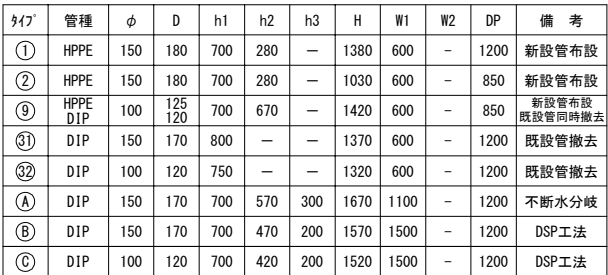 ﾀｲﾌﾟ 管種 φ D h1 h2 h3 H W1 W2 DP 備 考
① HPPE 150 180 700 280 － 1380 600 - 1200 新設管布設
② HPPE 150 180 700 280 － 1030 600 - 850 新設管布設
⑨ HPPE DIP 100 125 120 700 670 － 1420 600 - 850 新設管布設 既設管同時撤去
㉛ DIP 150 170 800 － － 1370 600 - 1200 既設管撤去
㉜ DIP 100 120 750 － － 1320 600 - 1200 既設管撤去
Ⓐ DIP 150 170 700 570 300 1670 1100 - 1200 不断水分岐
Ⓑ DIP 150 170 700 470 200 1570 1500 - 1200 DSP工法
Ⓒ DIP 100 120 700 420 200 1520 1500 - 1200 DSP工法